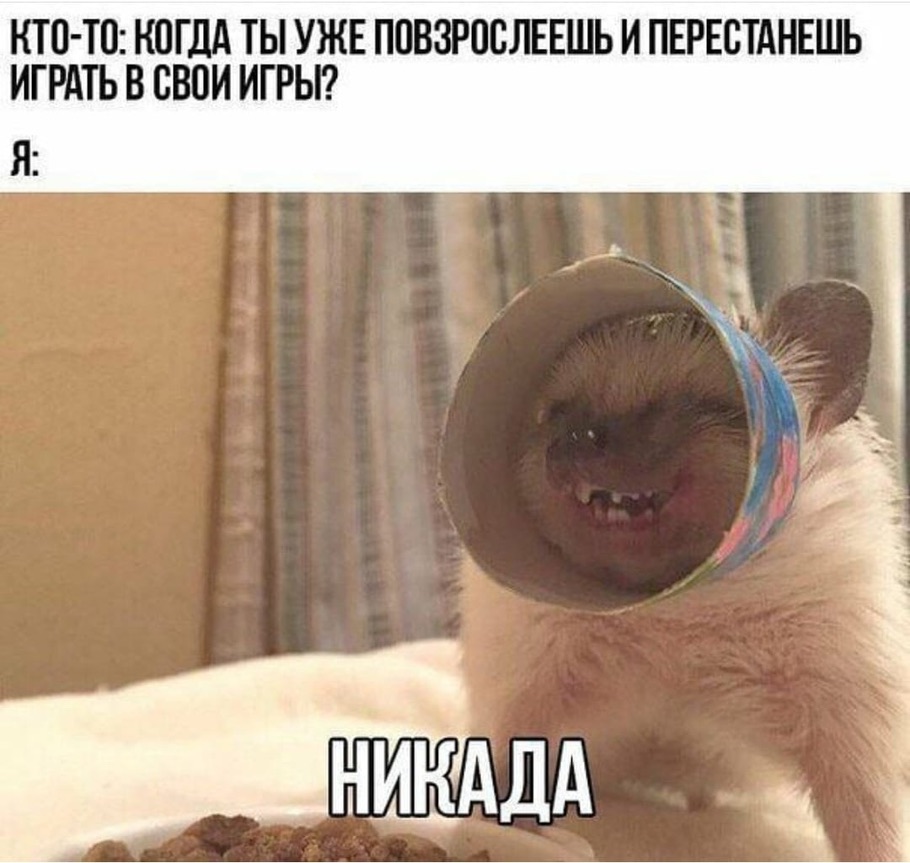 КТО-ТО: КОГДА ТЫ УЖЕ ПОВЗРОСЛЕЕШЬ И ПЕРЕСТАНЕШЬ
ИГРАТЬ В СВОИ ИГРЫ?
Я:
НИКАДА